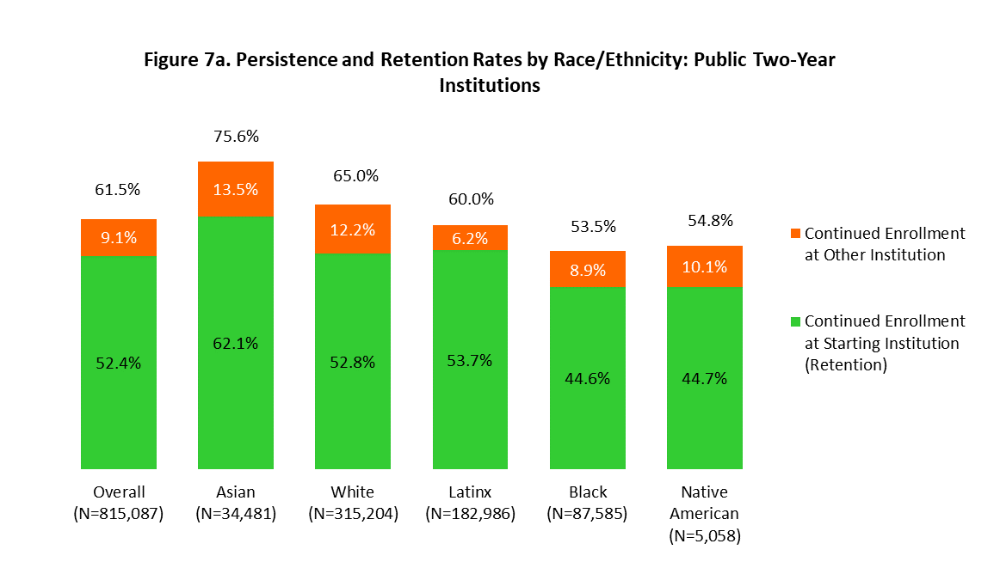 Figure 7a. Persistence and Retention Rates by Race/Ethnicity: Public Two-Year
Institutions
75.6%
65.0%
61.5%
60.0%
53.5%
54.8%
13.5%
12.2%
9.1%
6.2%
8.9%
10.1%
Continued Enrollment
at Other Institution
62.1%
52.4%
52.8%
53.7%
44.6%
44.7%
Continued Enrollment
at Starting Institution
(Retention)
Overall
(N=815,087)
Asian
(N=34,481)
White
(N=315,204)
Latinx
(N=182,986)
Black
(N=87,585)
Native
American
(N=5,058)